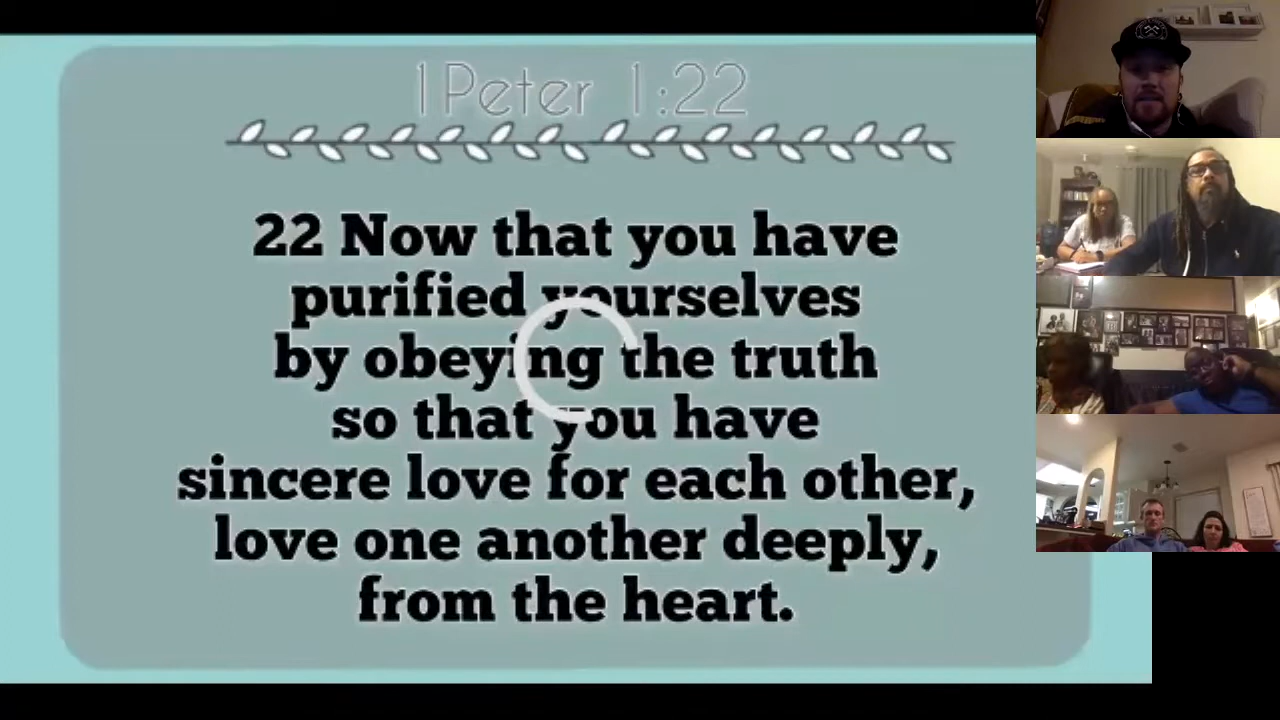 1 Peter 1:22
22 Now that you have
purified yourselves
by obeying the truth
so that you have
sincere love for each other,
love one another deeply,
from the heart.